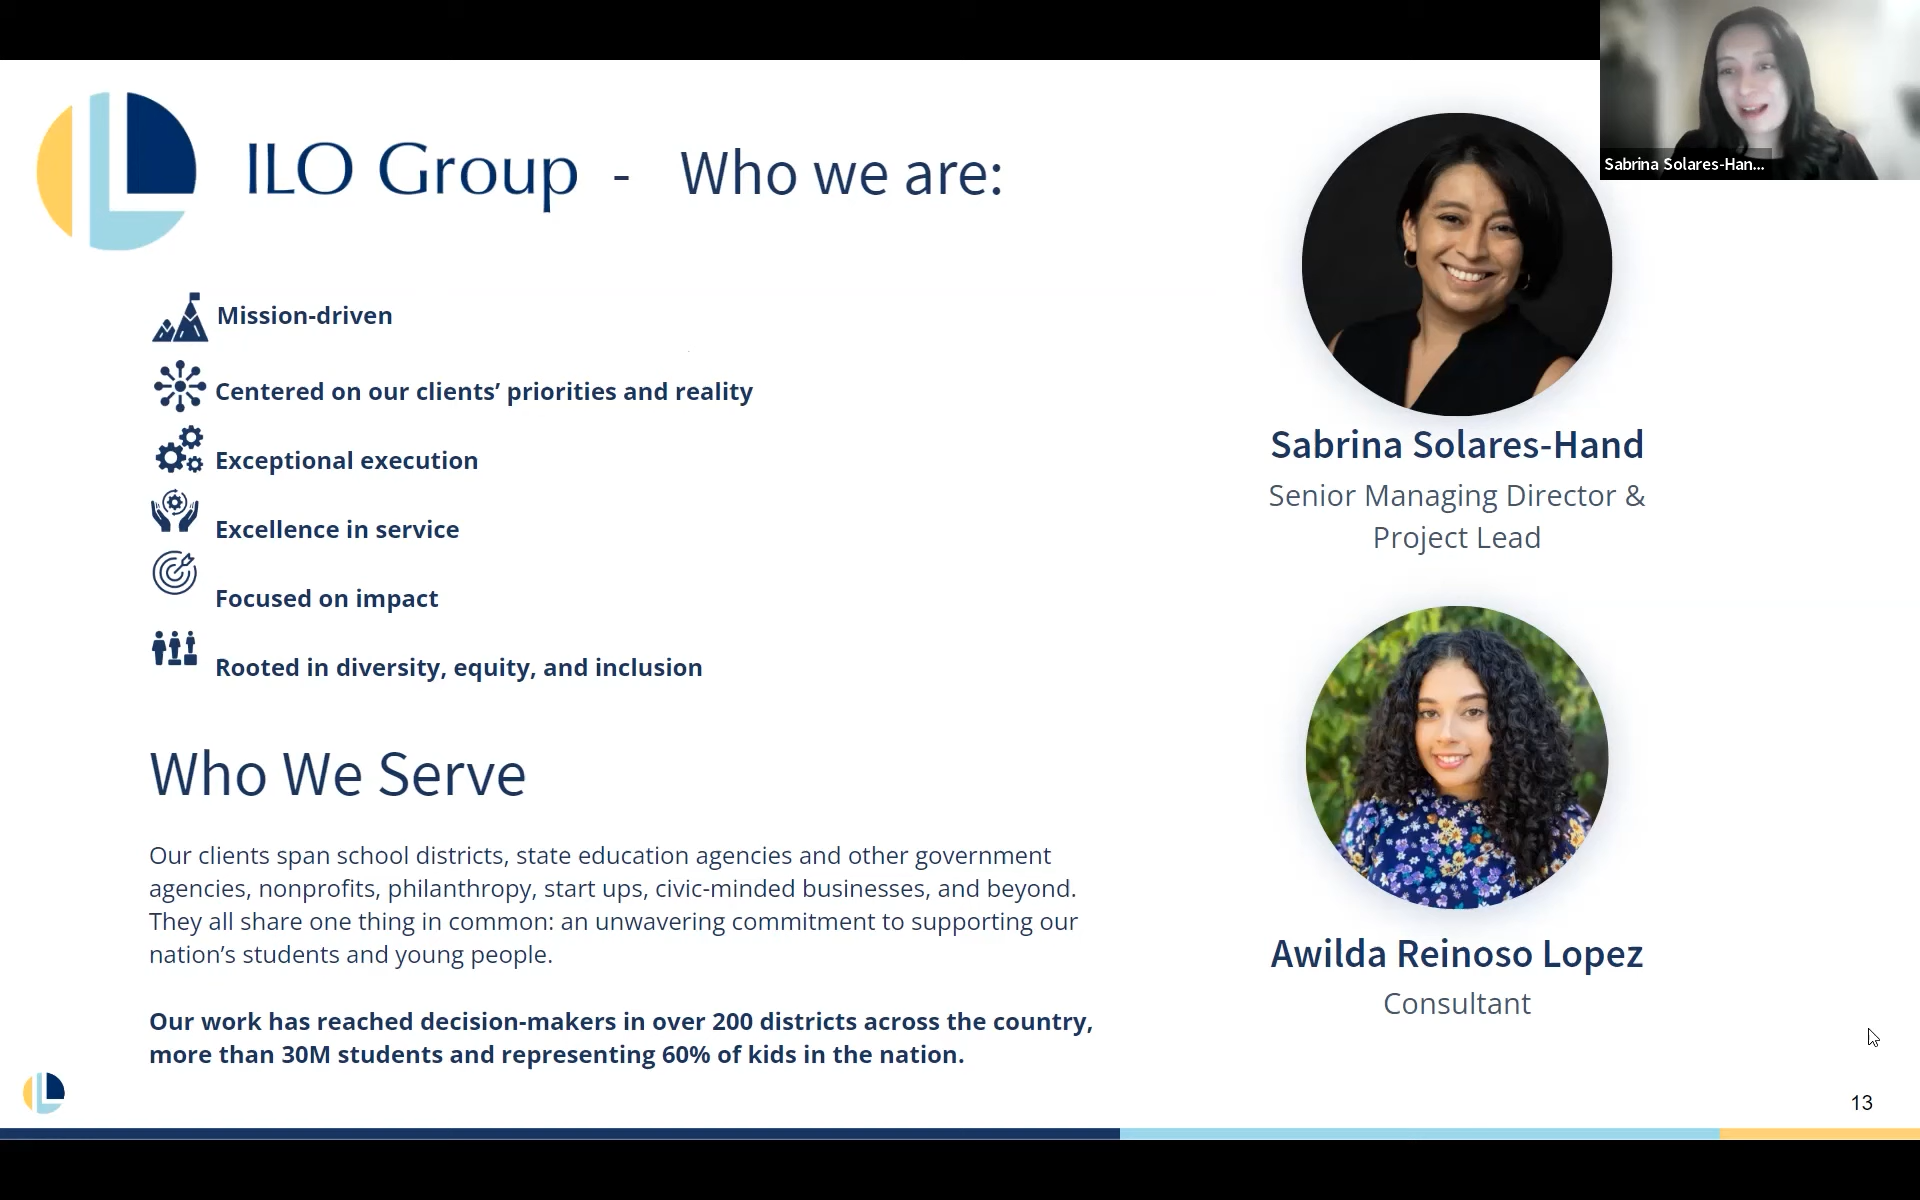 ILO Group - Who we are:
Mission-driven
Centered on our clients’ priorities and reality
Exceptional execution
Excellence in service
Focused on impact
Rooted in diversity, equity, and inclusion
Who We Serve
Our clients span school districts, state education agencies and other government
agencies, nonprofits, philanthropy, start ups, civic-minded businesses, and beyond.
They all share one thing in common: an unwavering commitment to supporting our
nation’s students and young people.
Our work has reached decision-makers in over 200 districts across the country,
more than 30M students and representing 60% of kids in the nation.
Sabrina Solares-Hand
Senior Managing Director &
Project Lead
Awilda Reinoso Lopez
Consultant
Sabrina Solares-Han...
13